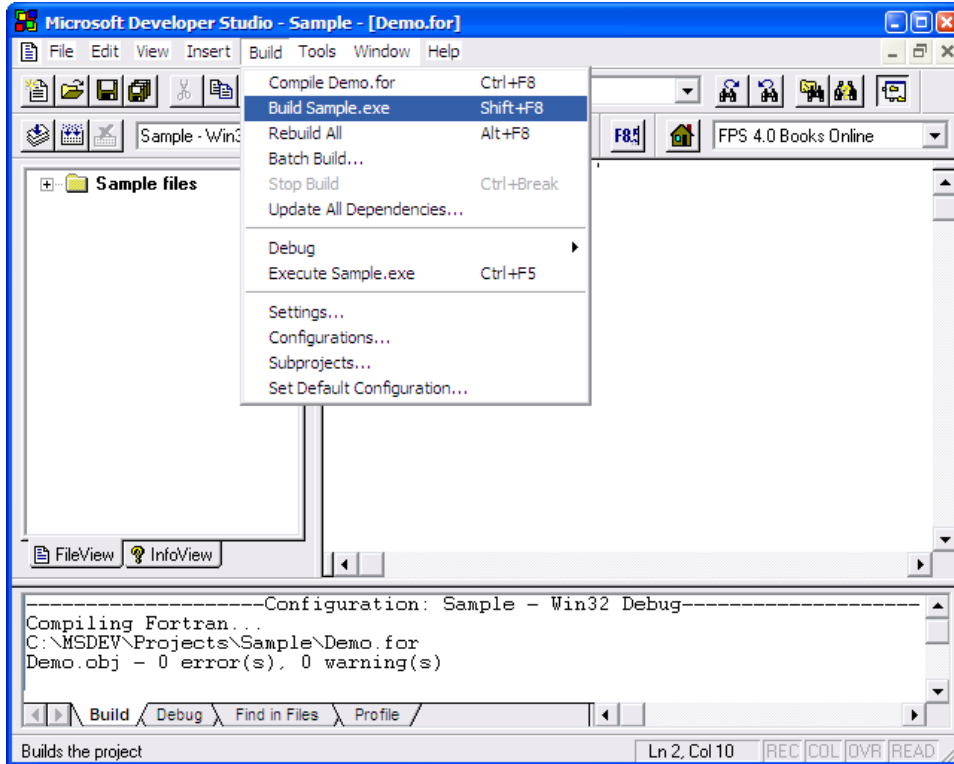 Microsoft Developer Studio - Sample - [Demo.for]
File Edit View Insert Build Tools Window Help
Compile Demo.for Ctrl+F8
Build Sample.exe Shift+F8
Rebuild All Alt+F8
Batch Build...
Stop Build Ctrl+Break
Update All Dependencies...
Debug
Execute Sample.exe Ctrl+F5
Settings...
Configurations...
Subprojects...
Set Default Configuration...
Sample - Win3
F8
FPS 4.0 Books Online
Sample files
FileView InfoView
--------------------Configuration: Sample - Win32 Debug--------------------
Compiling Fortran...
C:\MSDEV\Projects\Sample\Demo.for
Demo.obj - 0 error(s), 0 warning(s)
Build Debug Find in Files Profile
Builds the project
Ln 2, Col 10 REC COL OVR READ